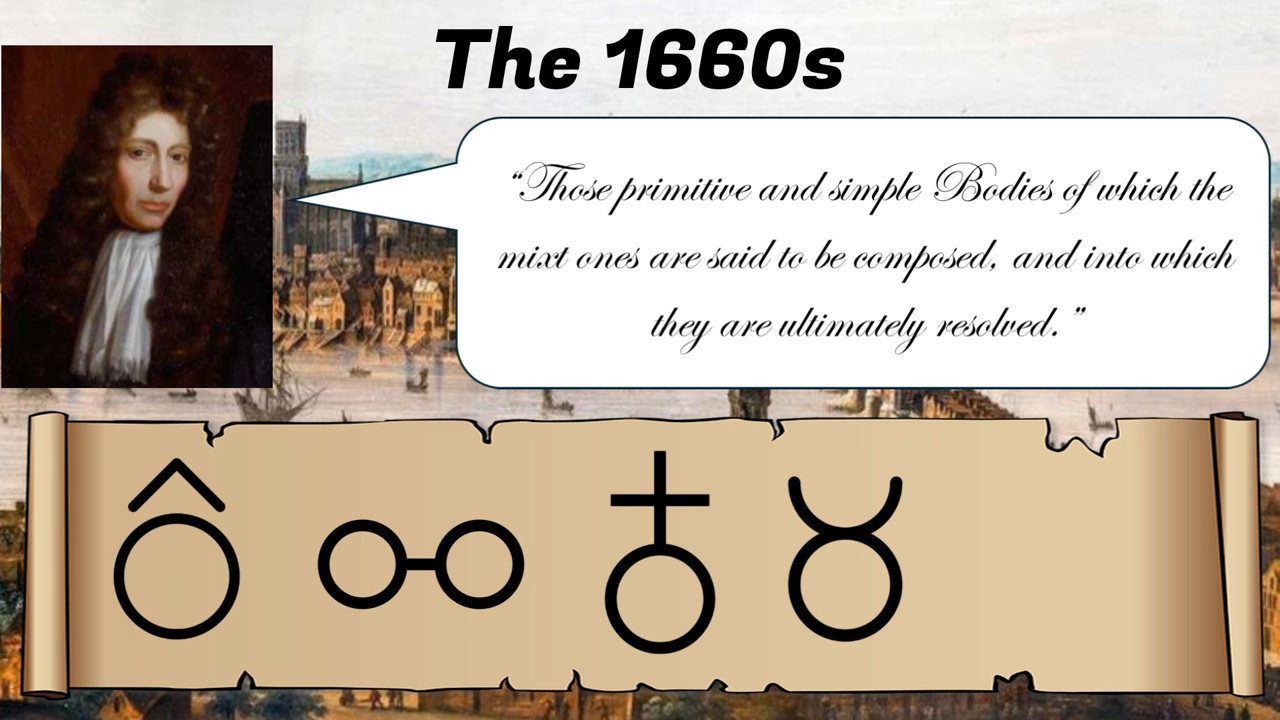 The 1660s
“Those primitive and simple Bodies of which the
mixt ones are said to be composed, and into which
they are ultimately resolved.”